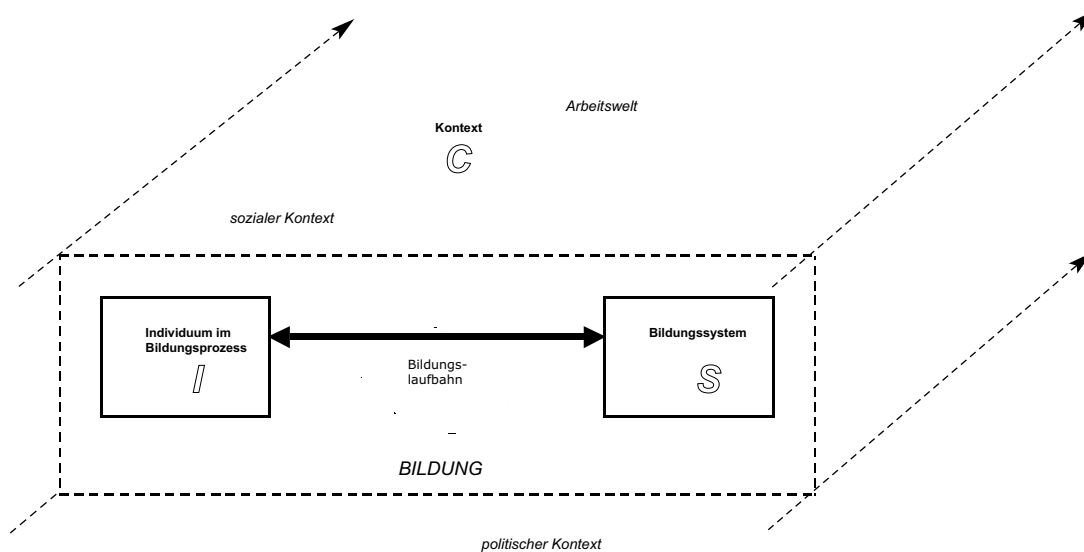 Arbeitswelt
Kontext
C
sozialer Kontext
Individuum im
Bildungsprozess
I
Bildungs-
laufbahn
Bildungssystem
S
BILDUNG
politischer Kontext